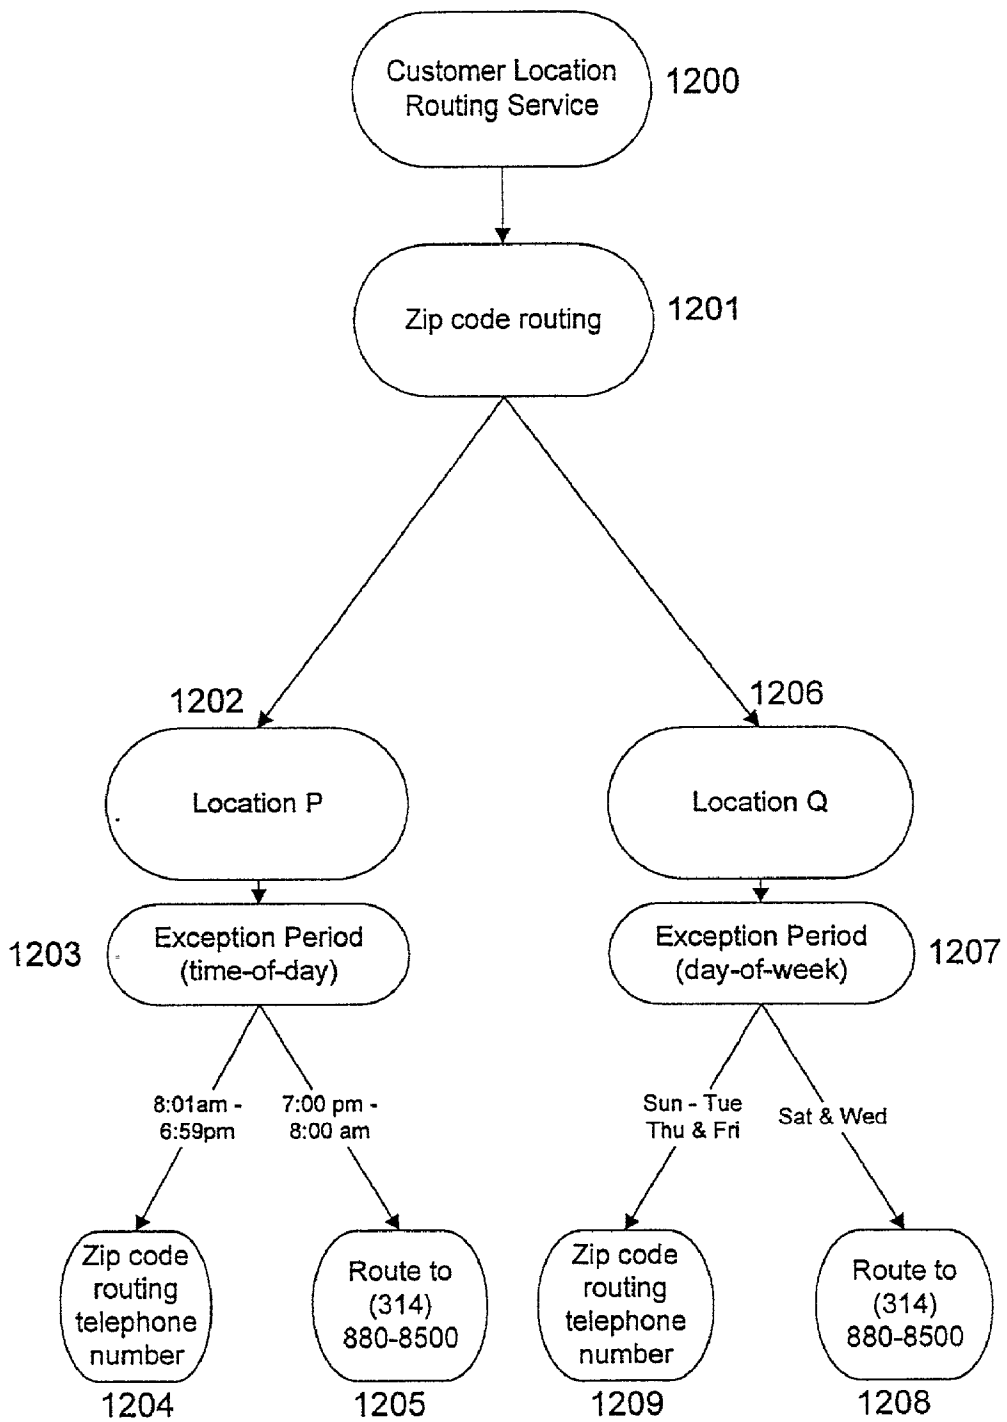 Customer Location
Routing Service
1200
Zip code routing
1201
1202
1206
Location P
Location Q
1203
Exception Period
(time-of-day)
Exception Period
(day-of-week)
1207
8:01am -
6:59pm
7:00 pm -
8:00 am
Sun - Tue
Thu & Fri
Sat & Wed
Zip code
routing
telephone
number
Route to
(314)
880-8500
Zip code
routing
telephone
number
Route to
(314)
880-8500
1204
1205
1209
1208